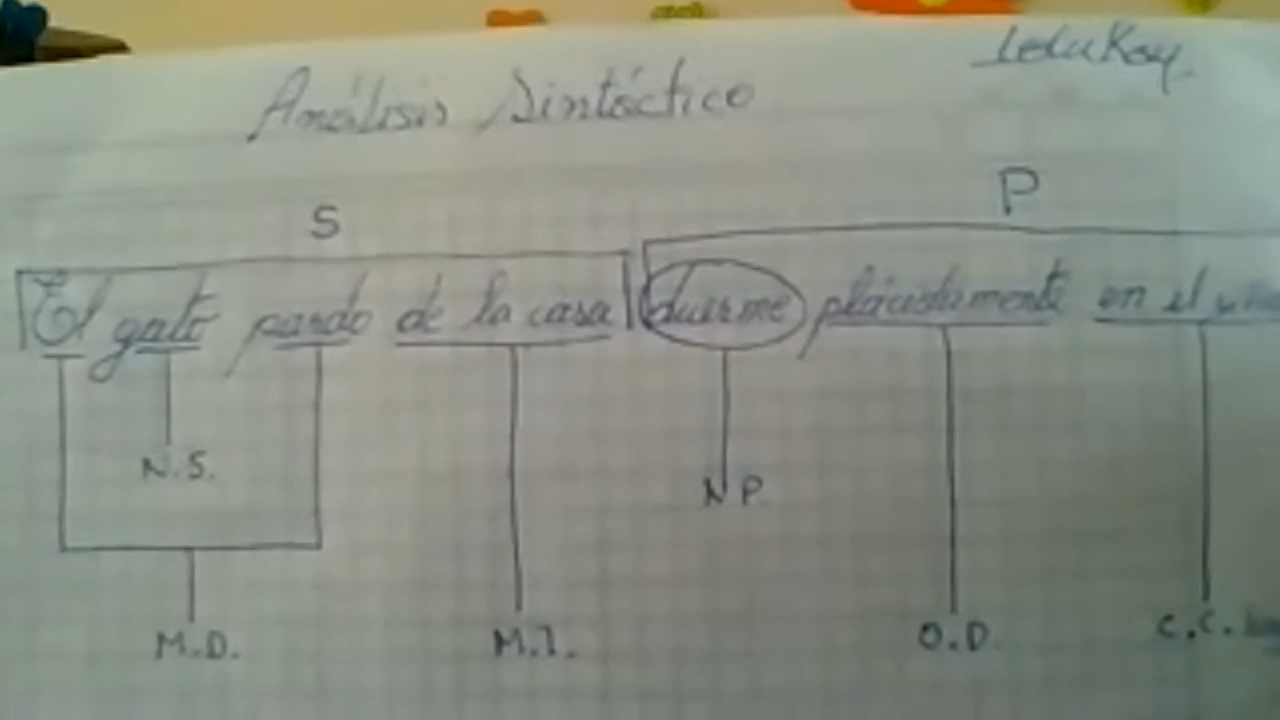 Análisis Sintáctico
S
P
El gato pardo de la casa duerme plácidamente en el
N.S.
N P.
M.D.
M.I.
O.D.
C.C.